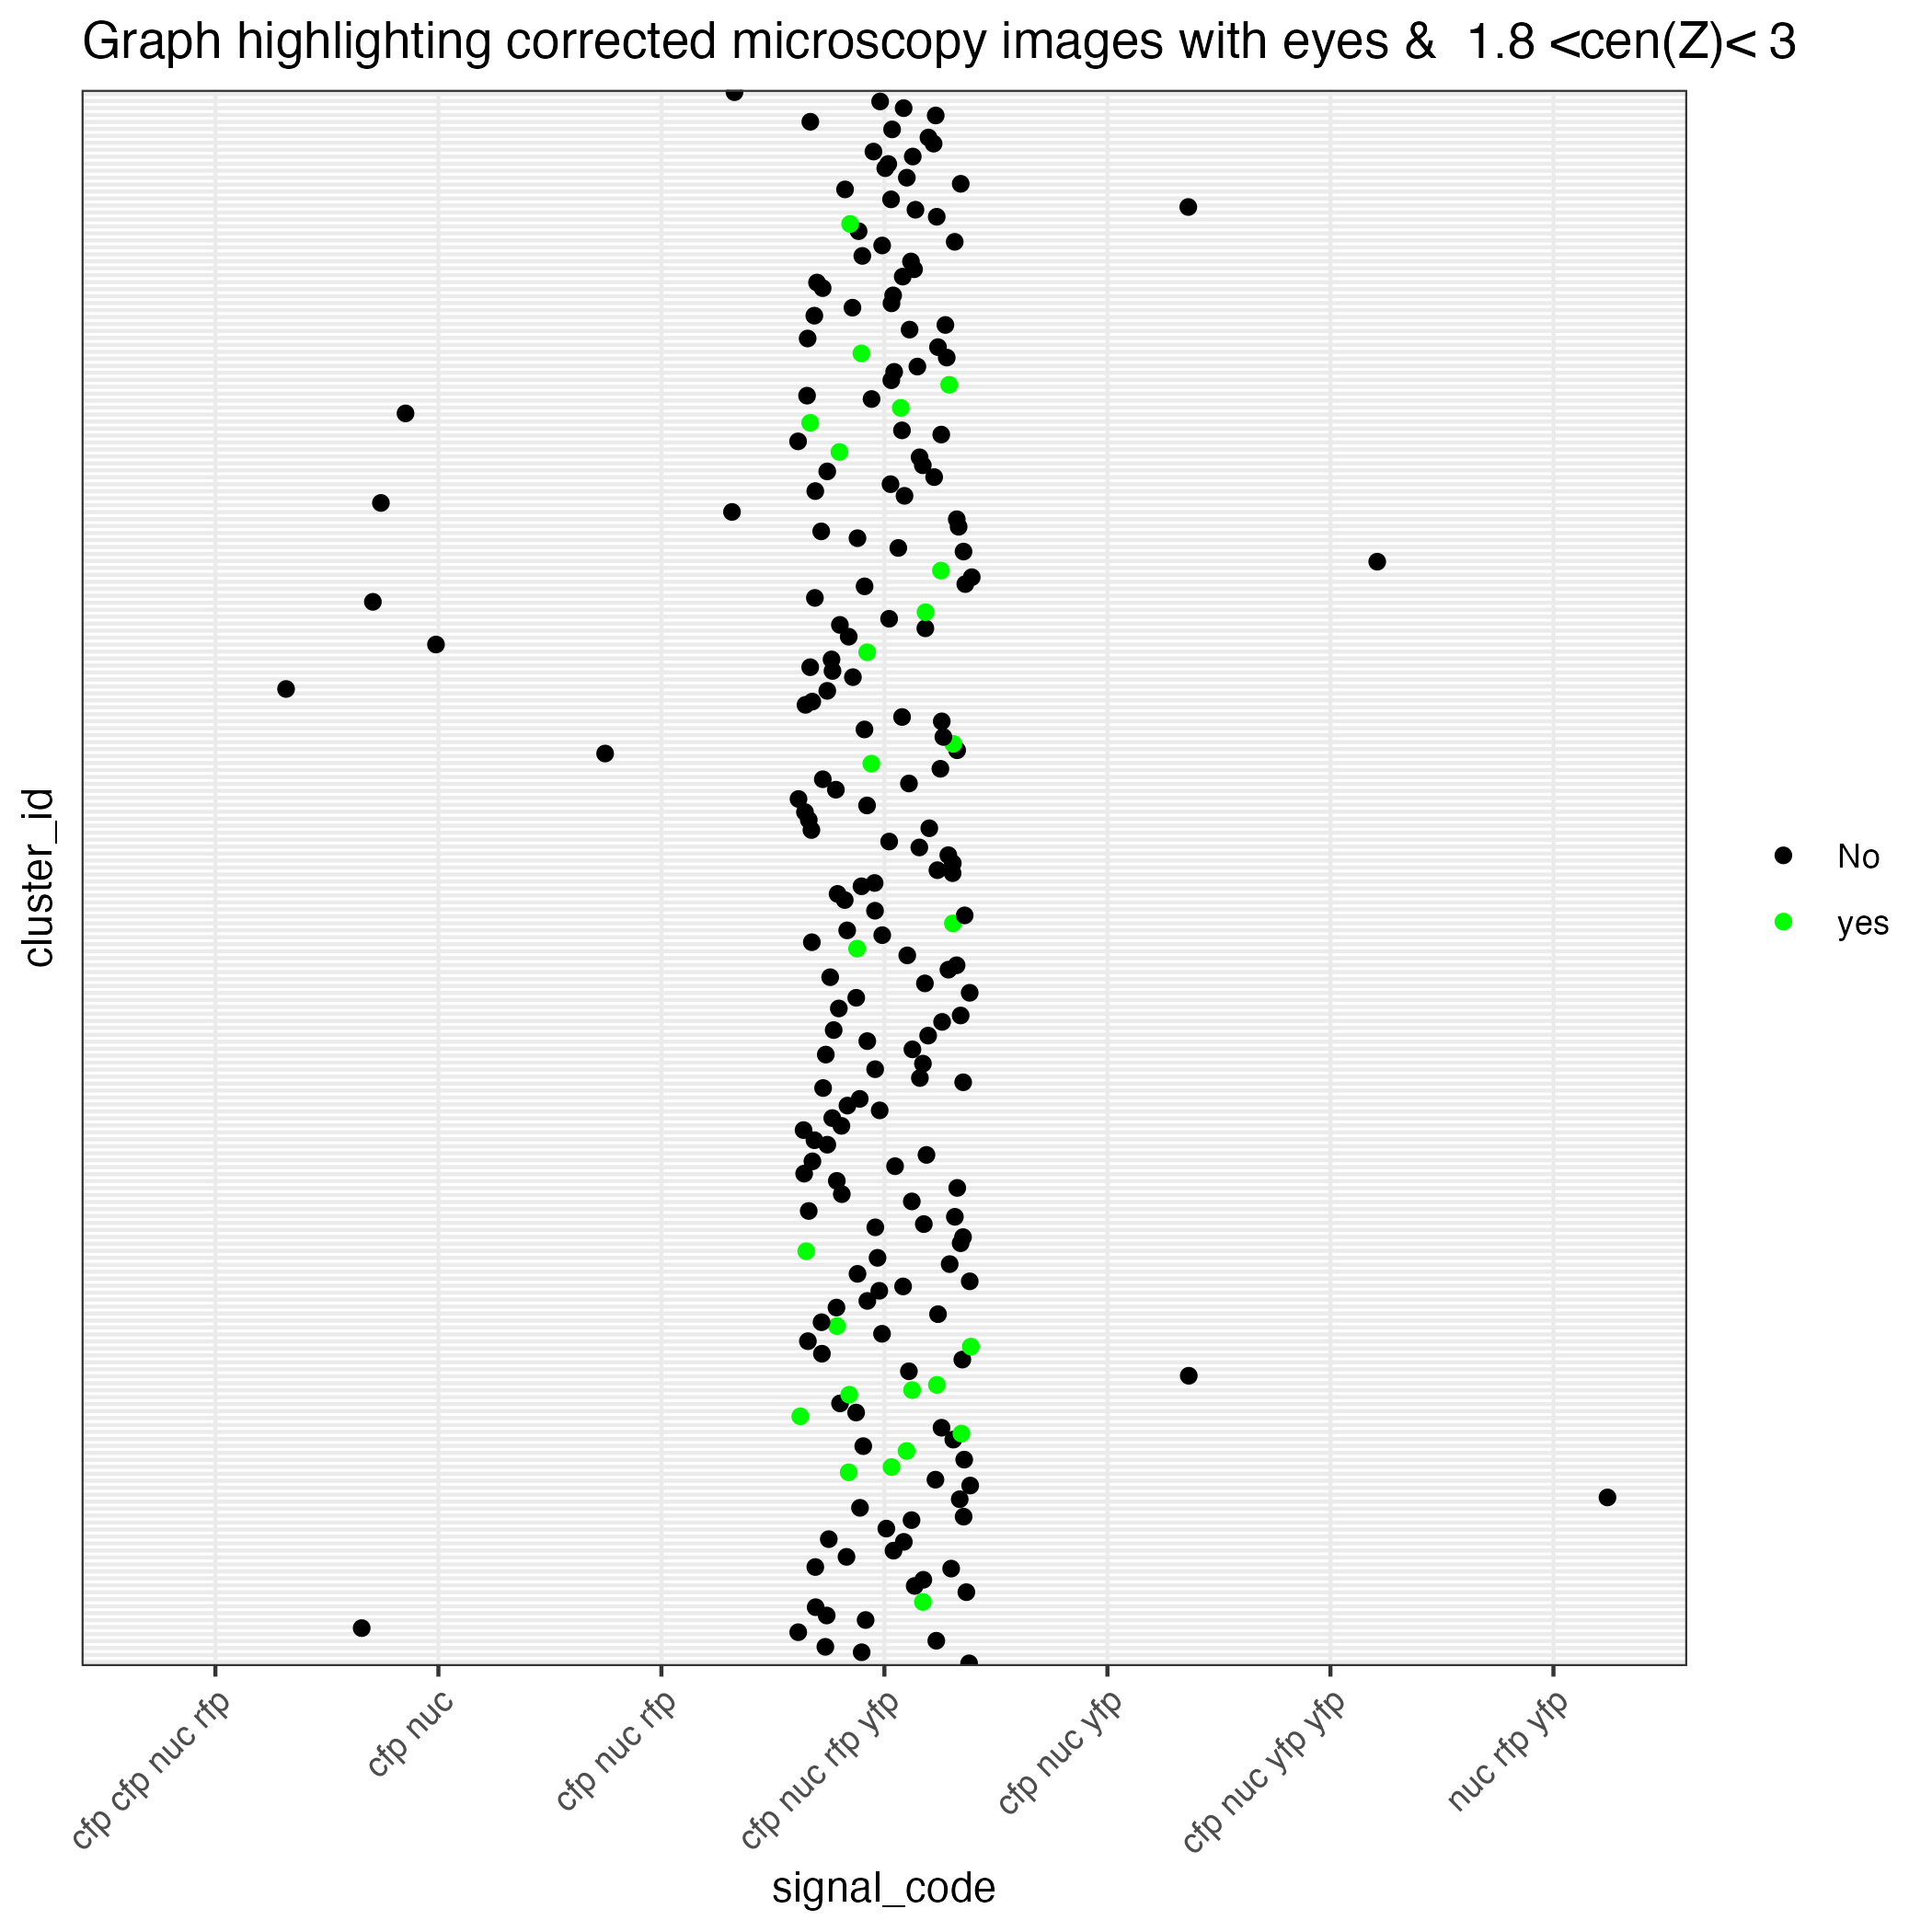 Graph highlighting corrected microscopy images with eyes &  1.8 <cen(Z)< 3
cluster_id
No
yes
cfp cfp nuc rfp
cfp nuc
cfp nuc rfp
cfp nuc rfp yfp
cfp nuc yfp
cfp nuc yfp yfp
nuc rfp yfp
signal_code